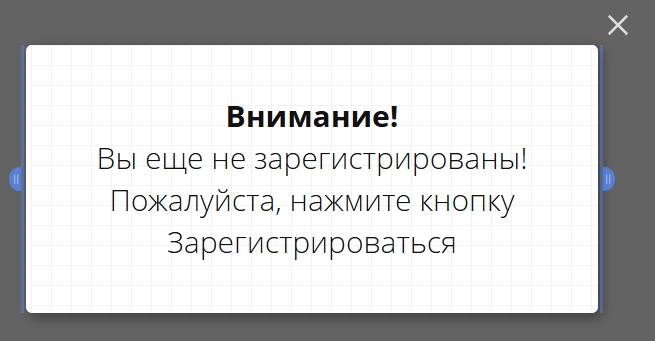 Внимание!
Вы еще не зарегистрированы!
Пожалуйста, нажмите кнопку
Зарегистрироваться